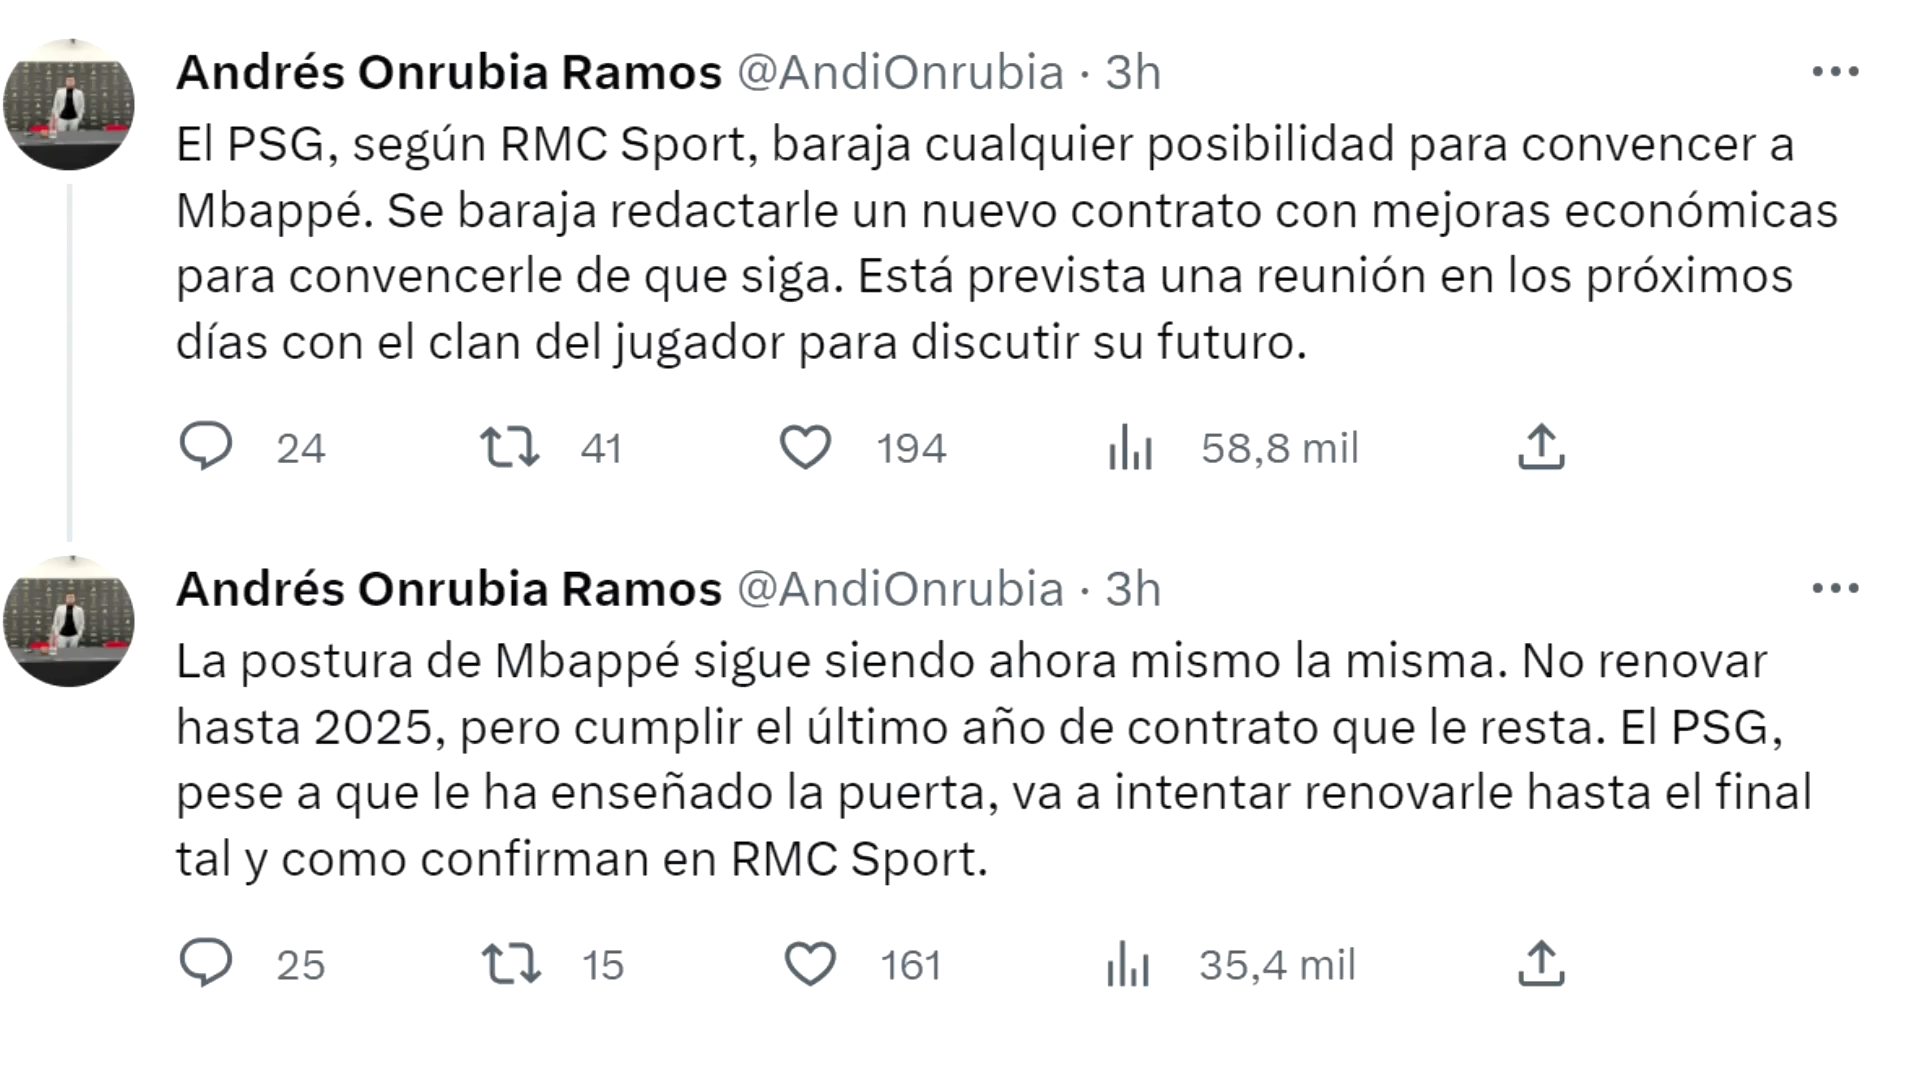 Andrés Onrubia Ramos @AndiOnrubia · 3h
El PSG, según RMC Sport, baraja cualquier posibilidad para convencer a
Mbappé. Se baraja redactarle un nuevo contrato con mejoras económicas
para convencerle de que siga. Está prevista una reunión en los próximos
días con el clan del jugador para discutir su futuro.
24 41 194 58,8 mil
Andrés Onrubia Ramos @AndiOnrubia · 3h
La postura de Mbappé sigue siendo ahora mismo la misma. No renovar
hasta 2025, pero cumplir el último año de contrato que le resta. El PSG,
pese a que le ha enseñado la puerta, va a intentar renovarle hasta el final
tal y como confirman en RMC Sport.
25 15 161 35,4 mil